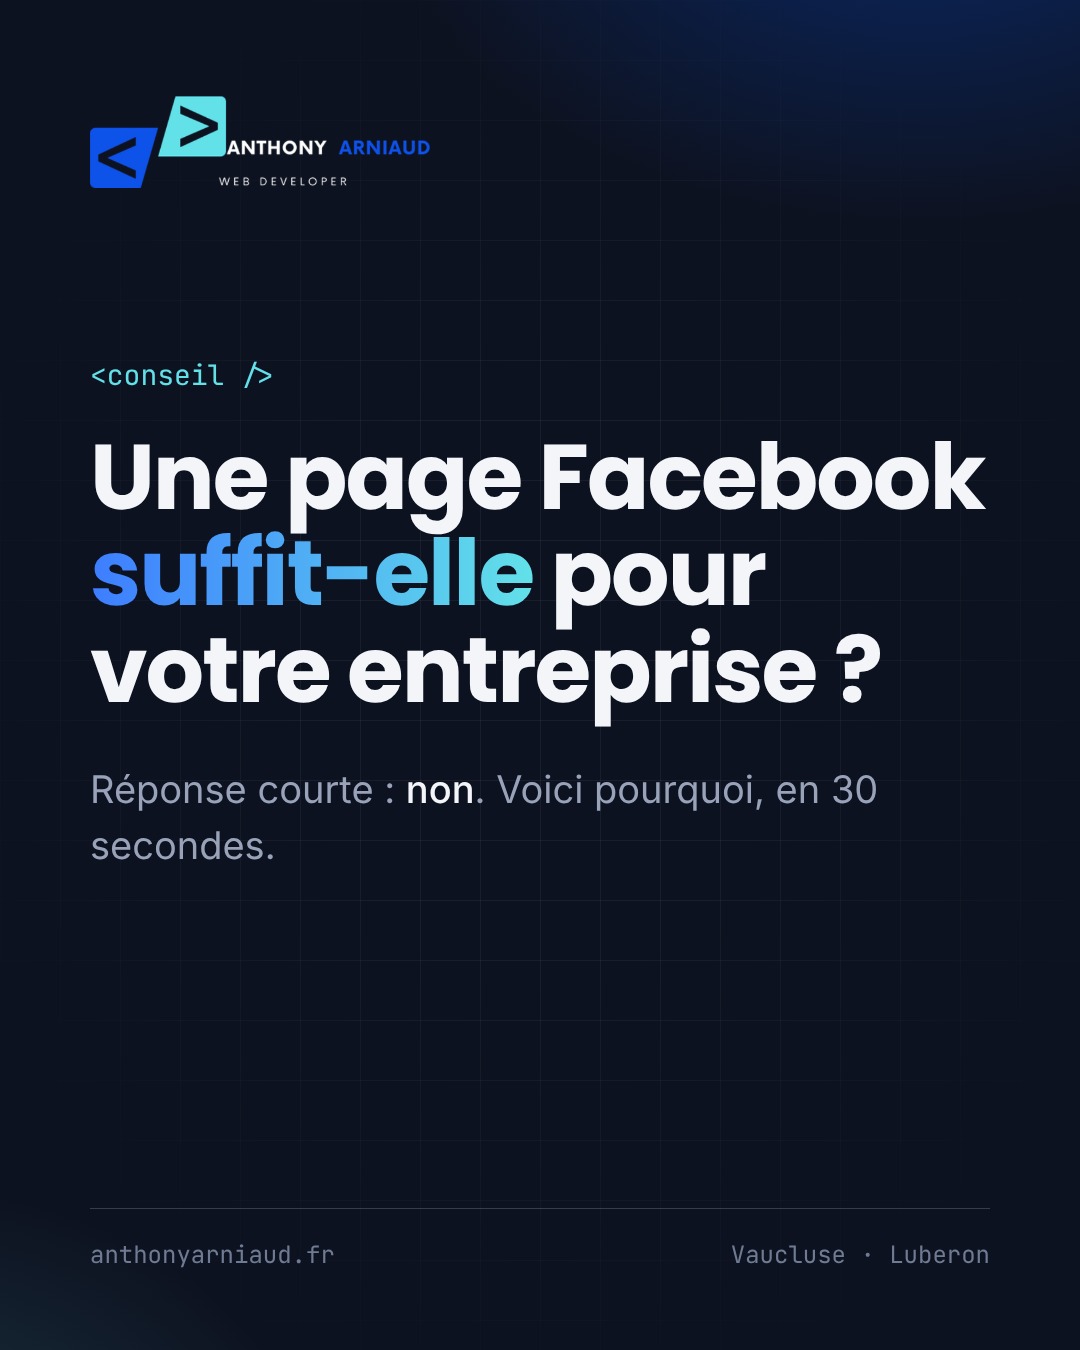 < >
ANTHONY ARNIAUD
WEB DEVELOPER
<conseil />
Une page Facebook
suffit-elle pour
votre entreprise ?
Réponse courte : non. Voici pourquoi, en 30
secondes.
anthonyarniaud.fr
Vaucluse · Luberon